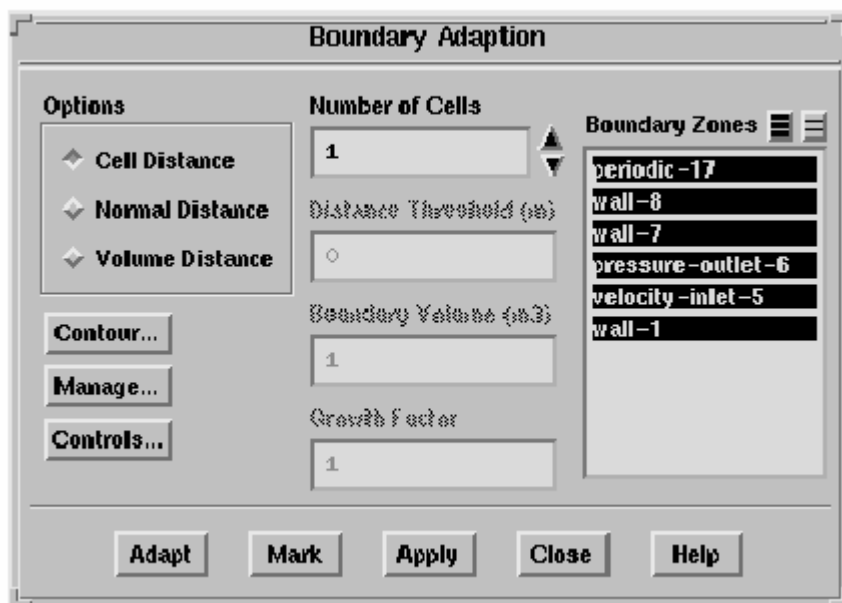 Boundary Adaption
Options
Cell Distance
Normal Distance
Volume Distance
Contour...
Manage...
Controls...
Number of Cells
1
Distance Threshold (m)
0
Boundary Volume (m3)
1
Growth Factor
1
Boundary Zones
periodic-17
wall-8
wall-7
pressure-outlet-6
velocity-inlet-5
wall-1
Adapt Mark Apply Close Help